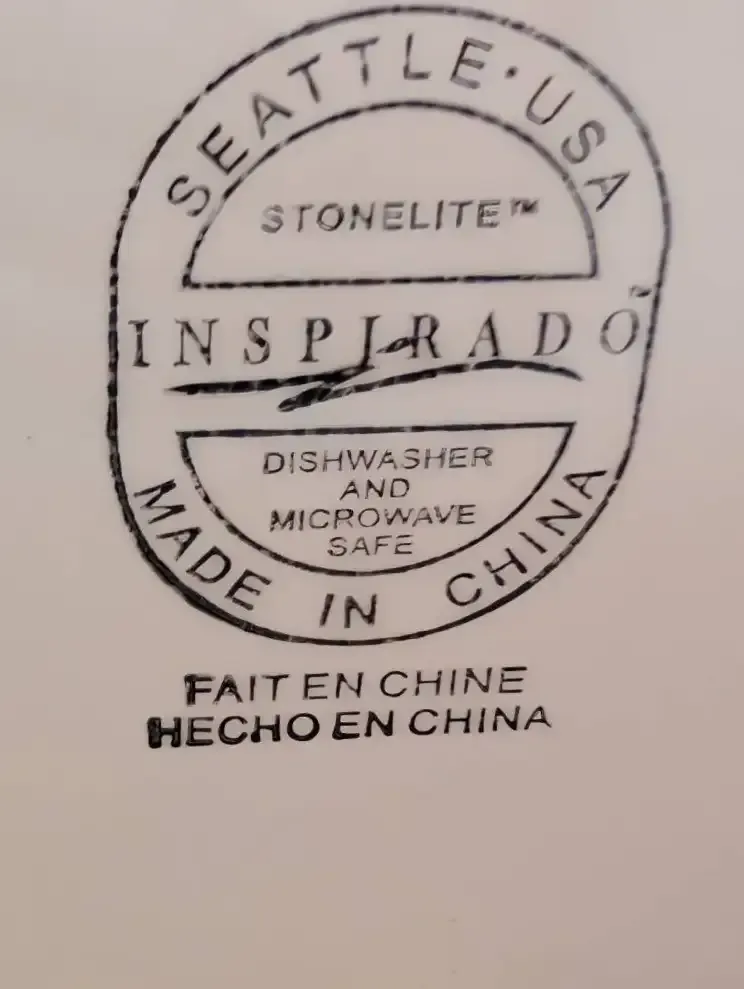 SEATTLE · USA
STONELITE™
INSPIRADO
DISHWASHER
AND
MICROWAVE
SAFE
MADE IN CHINA
FAIT EN CHINE
HECHO EN CHINA